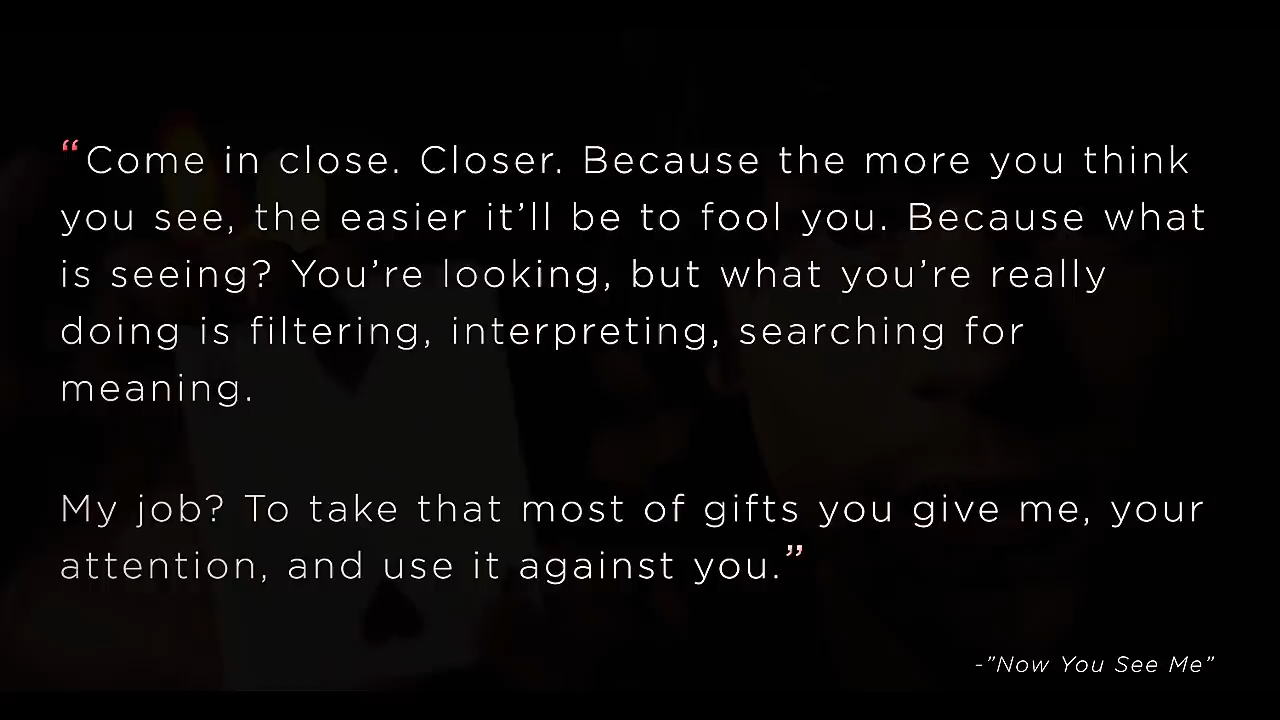 “Come in close. Closer. Because the more you think
you see, the easier it’ll be to fool you. Because what
is seeing? You’re looking, but what you’re really
doing is filtering, interpreting, searching for
meaning.
My job? To take that most of gifts you give me, your
attention, and use it against you.”
-”Now You See Me”